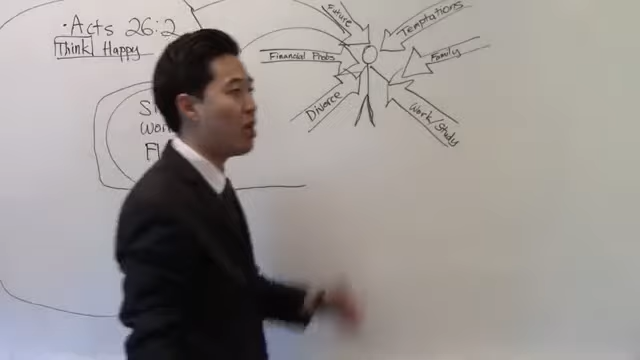 · Acts 26:2
Think Happy
Future
Temptations
Financial Probs
Family
Divorce
Work/Study